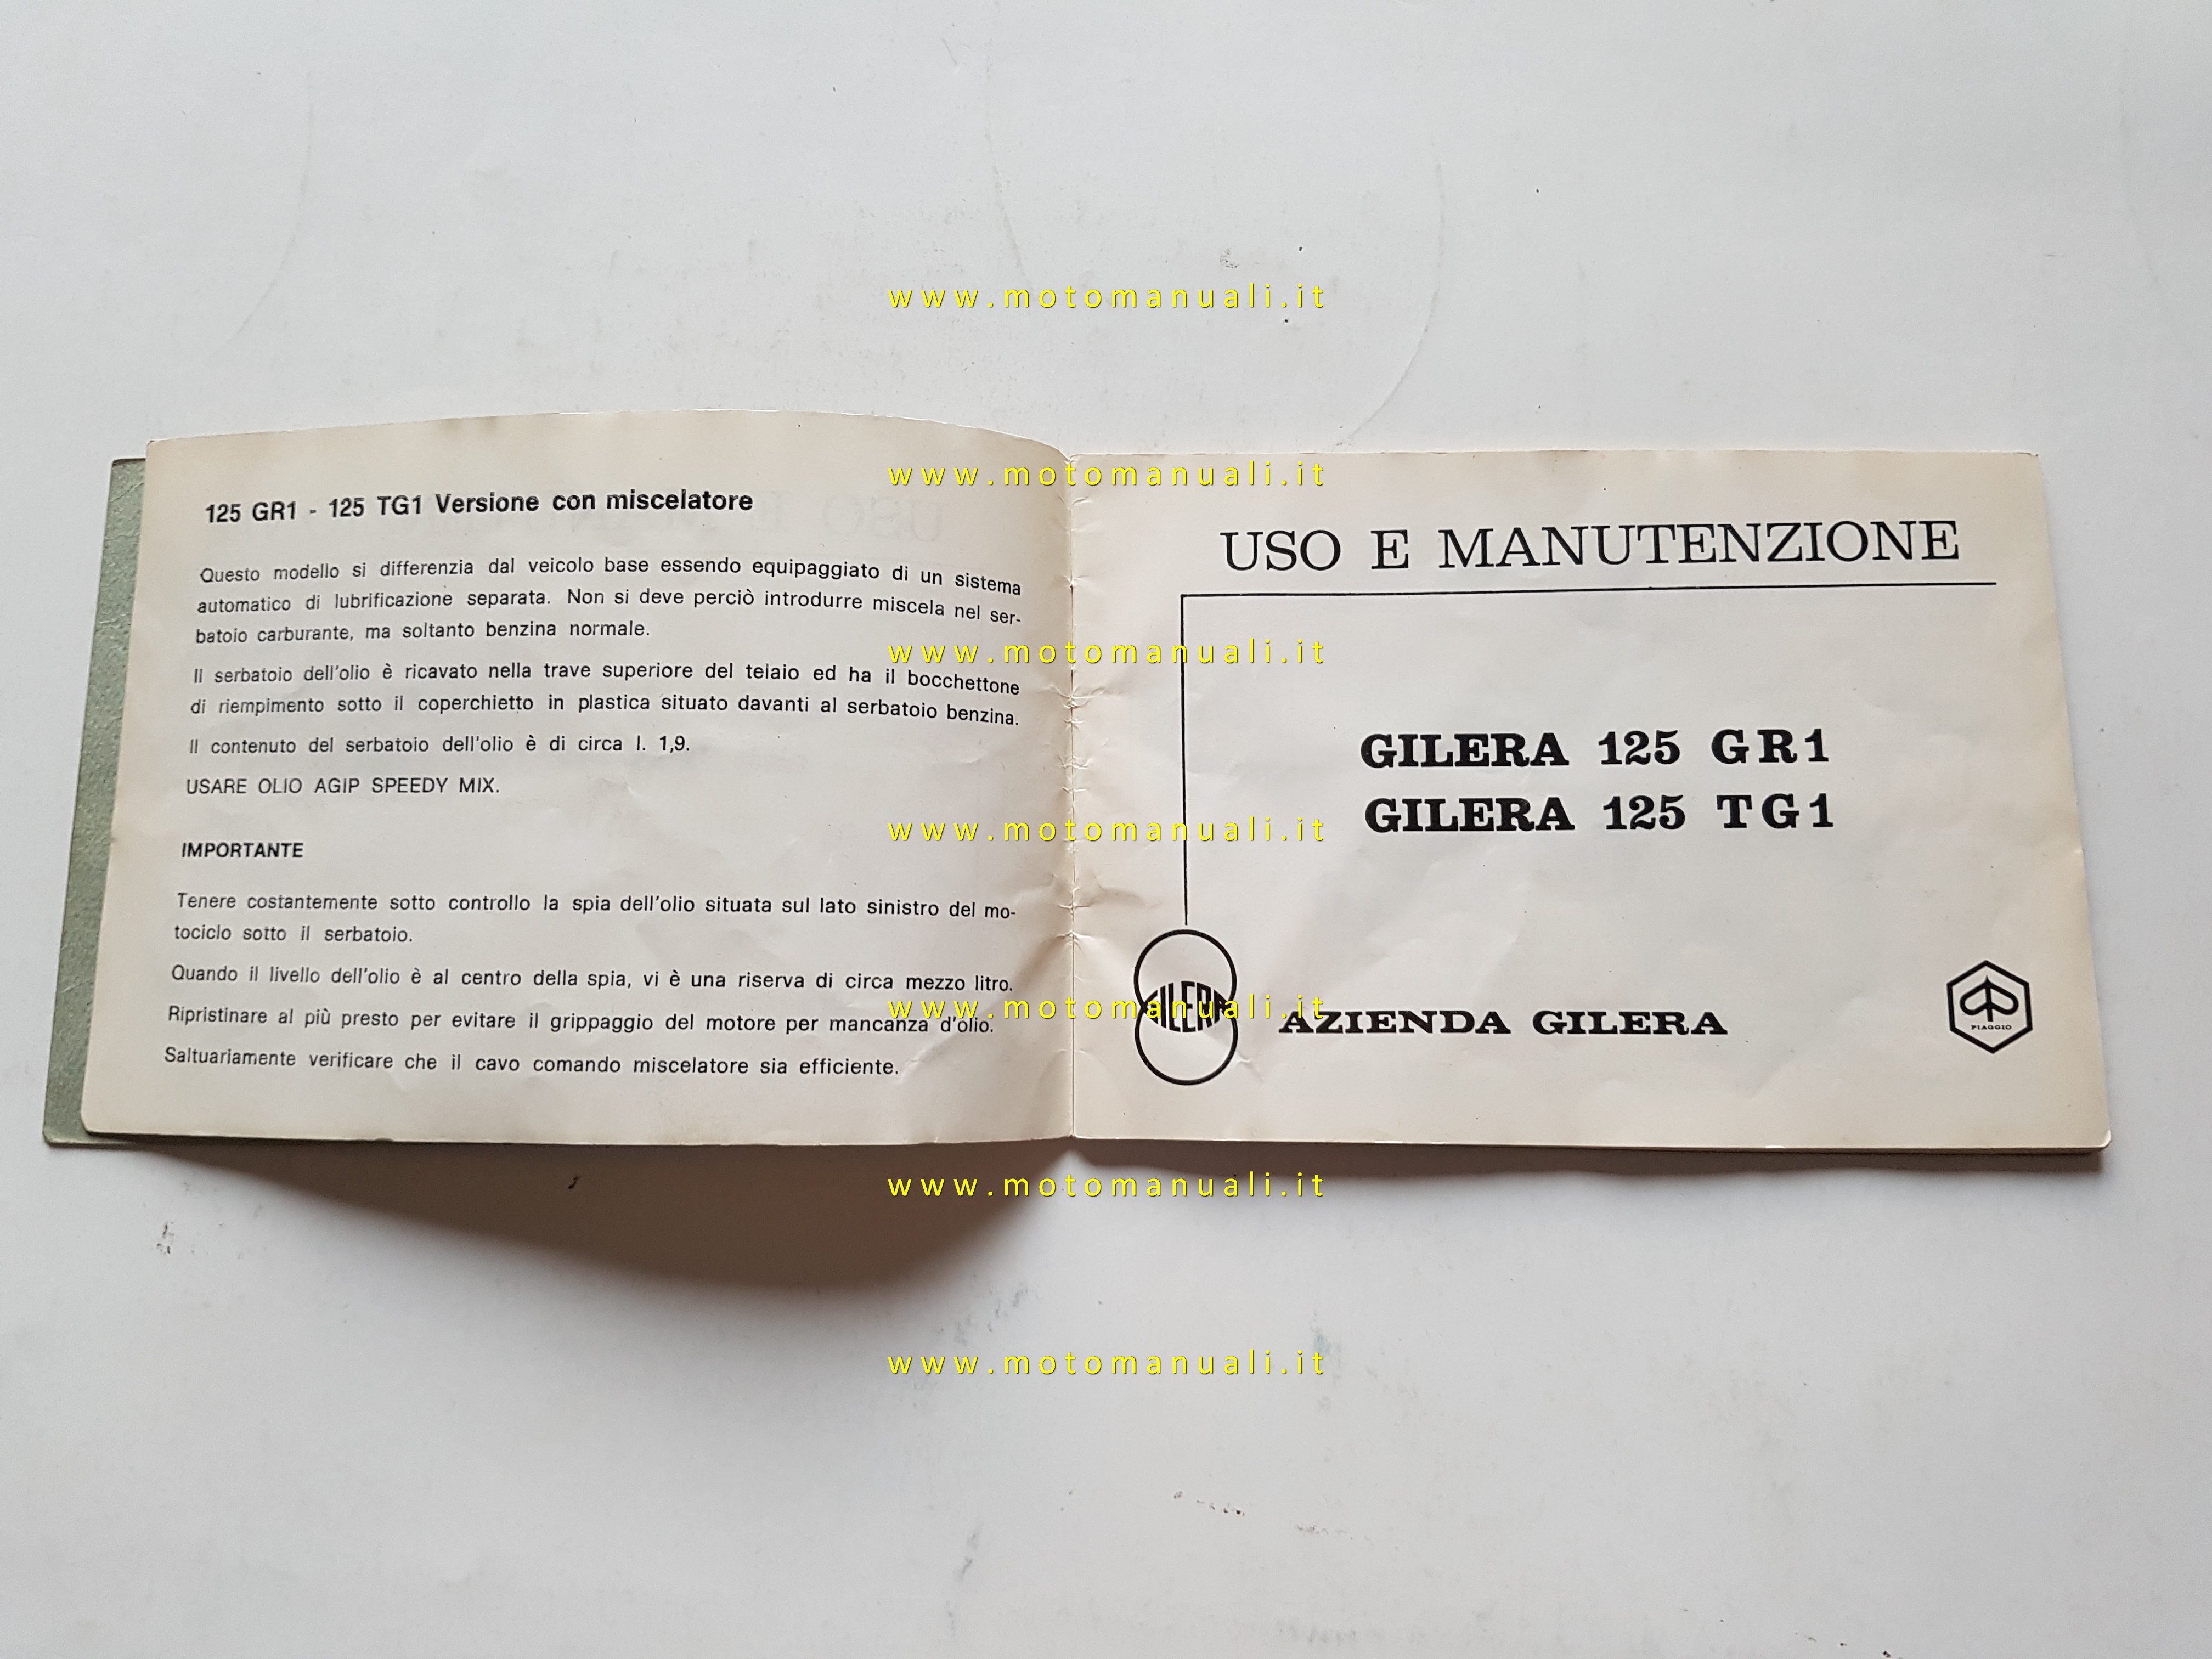 www.motomanuali.it
www.motomanuali.it
125 GR1 - 125 TG1 Versione con miscelatore
Questo modello si differenzia dal veicolo base essendo equipaggiato di un sistema
automatico di lubrificazione separata. Non si deve perciò introdurre miscela nel ser-
batoio carburante, ma soltanto benzina normale.
Il serbatoio dell'olio è ricavato nella trave superiore del telaio ed ha il bocchettone
di riempimento sotto il coperchietto in plastica situato davanti al serbatoio benzina.
Il contenuto del serbatoio dell'olio è di circa l. 1,9.
USARE OLIO AGIP SPEEDY MIX.
IMPORTANTE
Tenere costantemente sotto controllo la spia dell'olio situata sul lato sinistro del mo-
tociclo sotto il serbatoio.
Quando il livello dell'olio è al centro della spia, vi è una riserva di circa mezzo litro.
Ripristinare al più presto per evitare il grippaggio del motore per mancanza d'olio.
Saltuariamente verificare che il cavo comando miscelatore sia efficiente.
USO E MANUTENZIONE
www.motomanuali.it
GILERA 125 GR1
GILERA 125 TG1
www.motomanuali.it
www.motomanuali.it
GILERA
AZIENDA GILERA
PIAGGIO
www.motomanuali.it
www.motomanuali.it